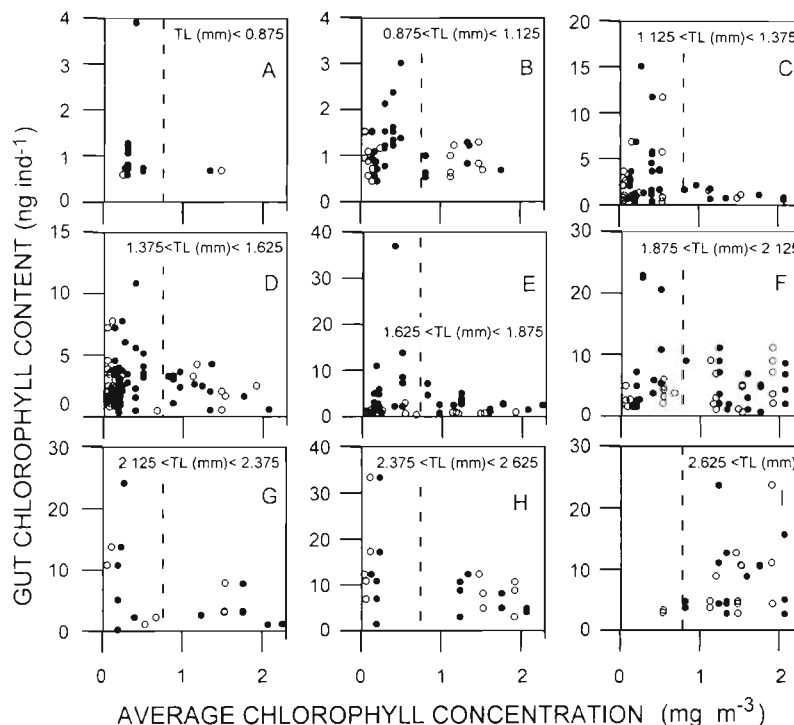 GUT CHLOROPHYLL CONTENT (ng ind-1)
4
3
2
1
0
TL (mm)< 0.875
A
4
3
2
1
0
0.875<TL (mm)< 1.125
B
20
15
10
5
0
1 125<TL (mm)< 1.375
C
15
10
5
0
1.375<TL (mm)< 1.625
D
40
30
20
10
0
E
1.625 <TL (mm)< 1.875
30
20
10
0
1.875<TL (mm)< 2 125
F
30
20
10
0
2 125 <TL (mm)< 2.375
G
40
30
20
10
0
2.375 <TL (mm)< 2 625
H
30
20
10
0
2.625 <TL (mm)
I
0 1 2
0 1 2
0 1 2
AVERAGE CHLOROPHYLL CONCENTRATION (mg m-3)